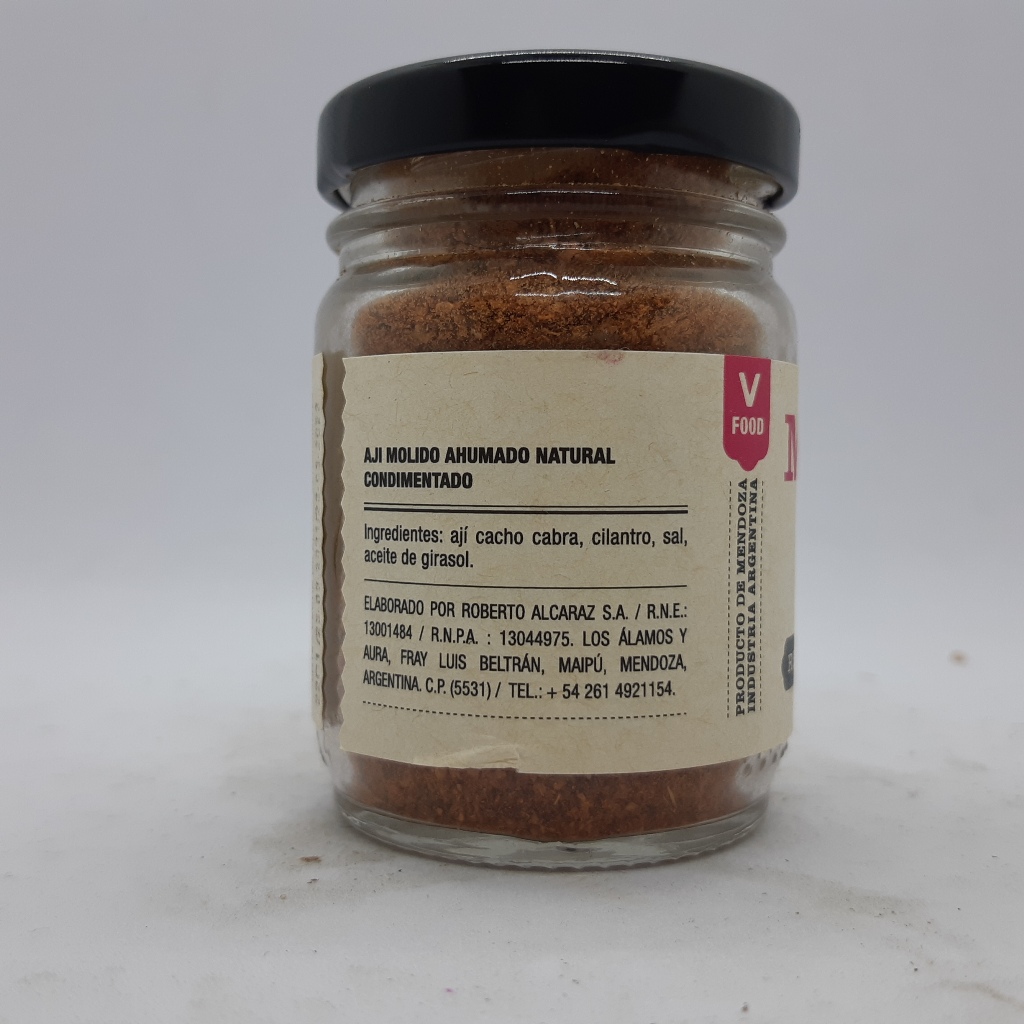 AJI MOLIDO AHUMADO NATURAL
CONDIMENTADO
Ingredientes: ají cacho cabra, cilantro, sal,
aceite de girasol.
ELABORADO POR ROBERTO ALCARAZ S.A. / R.N.E.:
13001484 / R.N.P.A. : 13044975. LOS ÁLAMOS Y
AURA, FRAY LUIS BELTRÁN, MAIPÚ, MENDOZA,
ARGENTINA. C.P. (5531) / TEL.: + 54 261 4921154.
V
FOOD
PRODUCTO DE MENDOZA
INDUSTRIA ARGENTINA